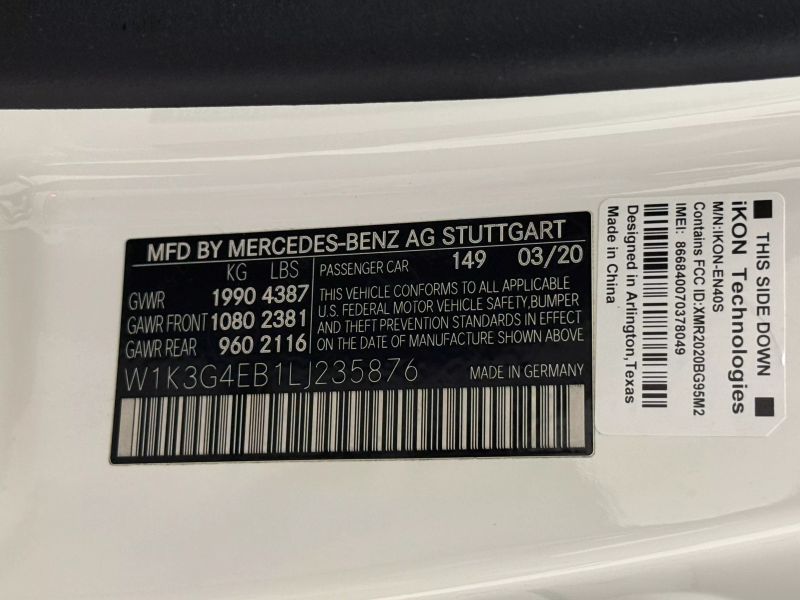 MFD BY MERCEDES-BENZ AG STUTTGART
KG LBS PASSENGER CAR 149 03/20
GVWR 1990 4387
GAWR FRONT 1080 2381
GAWR REAR 960 2116
THIS VEHICLE CONFORMS TO ALL APPLICABLE
U.S. FEDERAL MOTOR VEHICLE SAFETY,BUMPER
AND THEFT PREVENTION STANDARDS IN EFFECT
ON DATE OF MANUFACTURE SHOWN ABOVE
W1K3G4EB1LJ235876 MADE IN GERMANY
THIS SIDE DOWN
iKON Technologies
M/N:IKON-EN40S
Contains FCC ID:XMR2020BG95M2
IMEI: 866840070378049
Designed in Arlington,Texas
Made in China